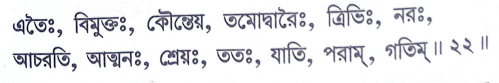 এতৈঃ, বিমুক্তঃ, কৌন্তেয়, তমোদ্বারৈঃ, ত্রিভিঃ, নরঃ,
আচরতি, আত্মনঃ, শ্রেয়ঃ, ততঃ, যাতি, পরাম্, গতিম্॥ ২২॥